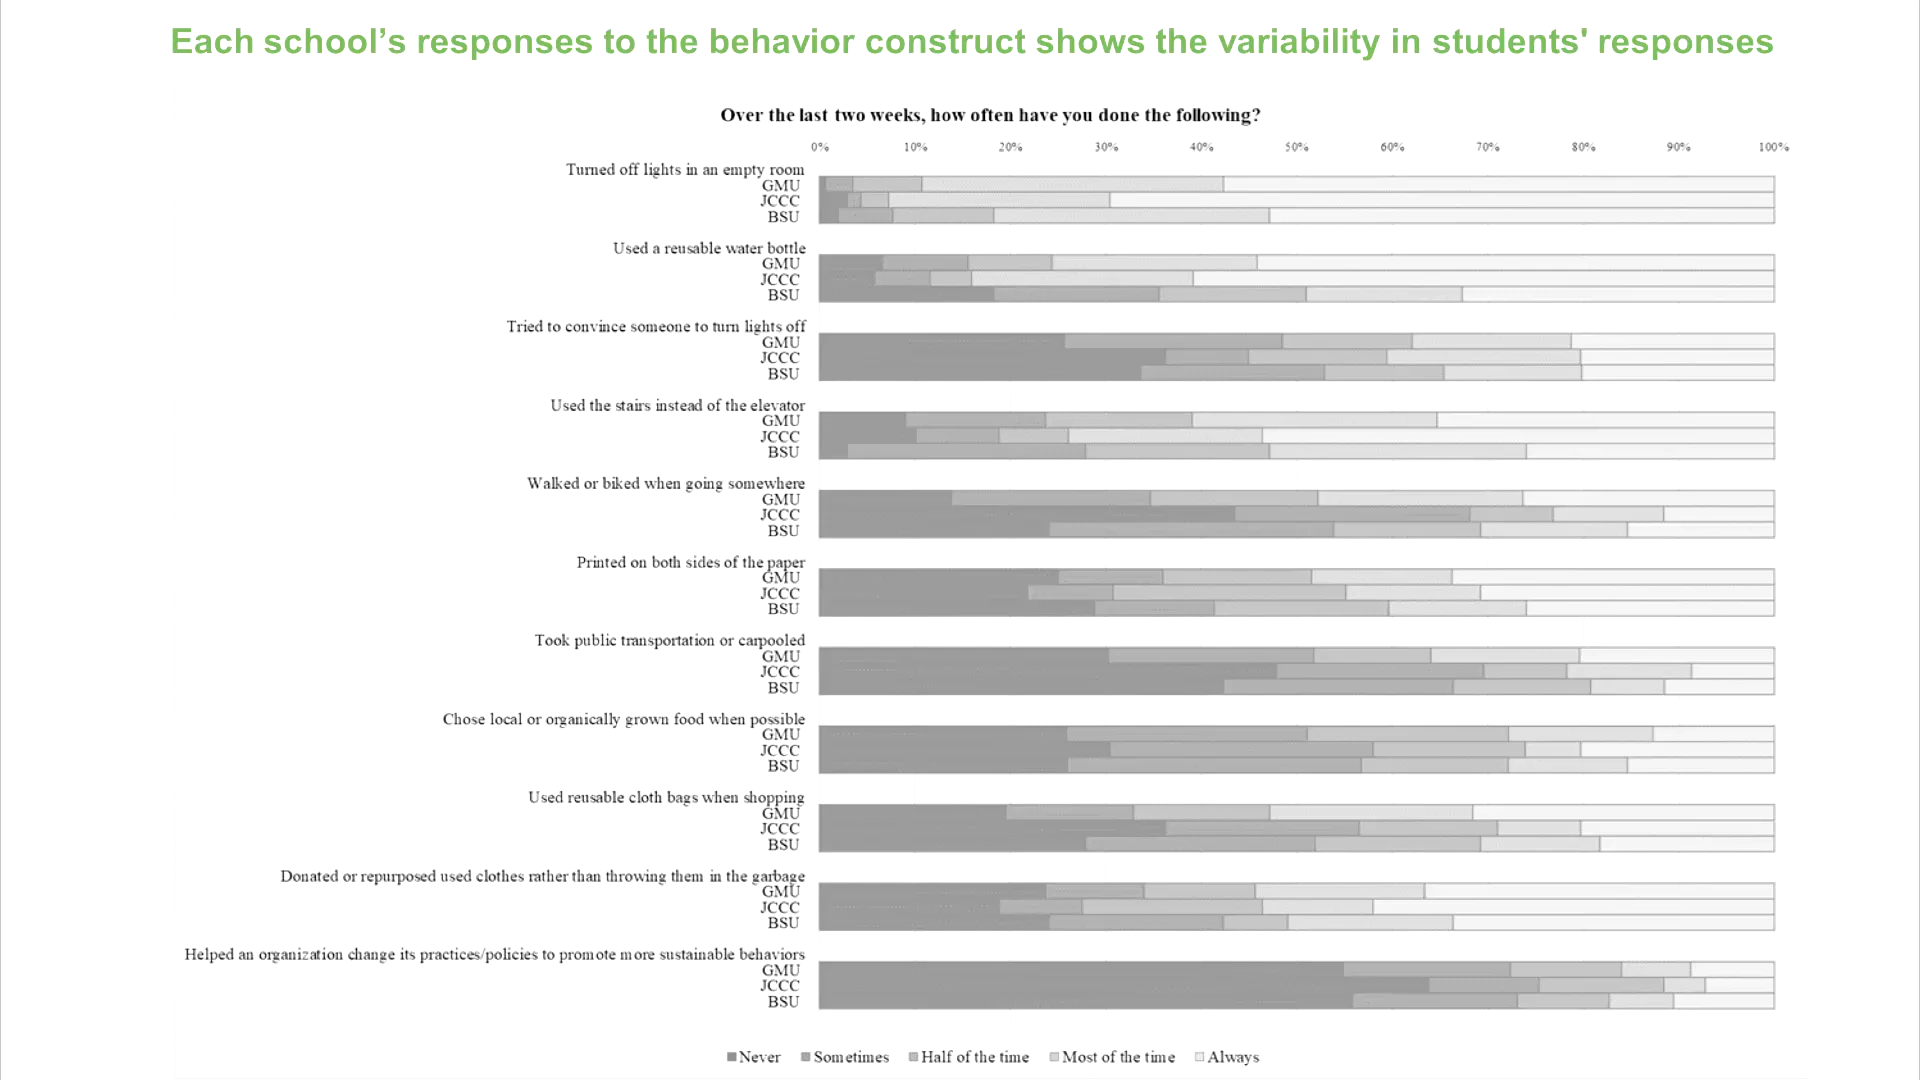 Each school’s responses to the behavior construct shows the variability in students' responses
Over the last two weeks, how often have you done the following?
0% 10% 20% 30% 40% 50% 60% 70% 80% 90% 100%
Turned off lights in an empty room
GMU
JCCC
BSU
Used a reusable water bottle
GMU
JCCC
BSU
Tried to convince someone to turn lights off
GMU
JCCC
BSU
Used the stairs instead of the elevator
GMU
JCCC
BSU
Walked or biked when going somewhere
GMU
JCCC
BSU
Printed on both sides of the paper
GMU
JCCC
BSU
Took public transportation or carpooled
GMU
JCCC
BSU
Chose local or organically grown food when possible
GMU
JCCC
BSU
Used reusable cloth bags when shopping
GMU
JCCC
BSU
Donated or repurposed used clothes rather than throwing them in the garbage
GMU
JCCC
BSU
Helped an organization change its practices/policies to promote more sustainable behaviors
GMU
JCCC
BSU
Never Sometimes Half of the time Most of the time Always